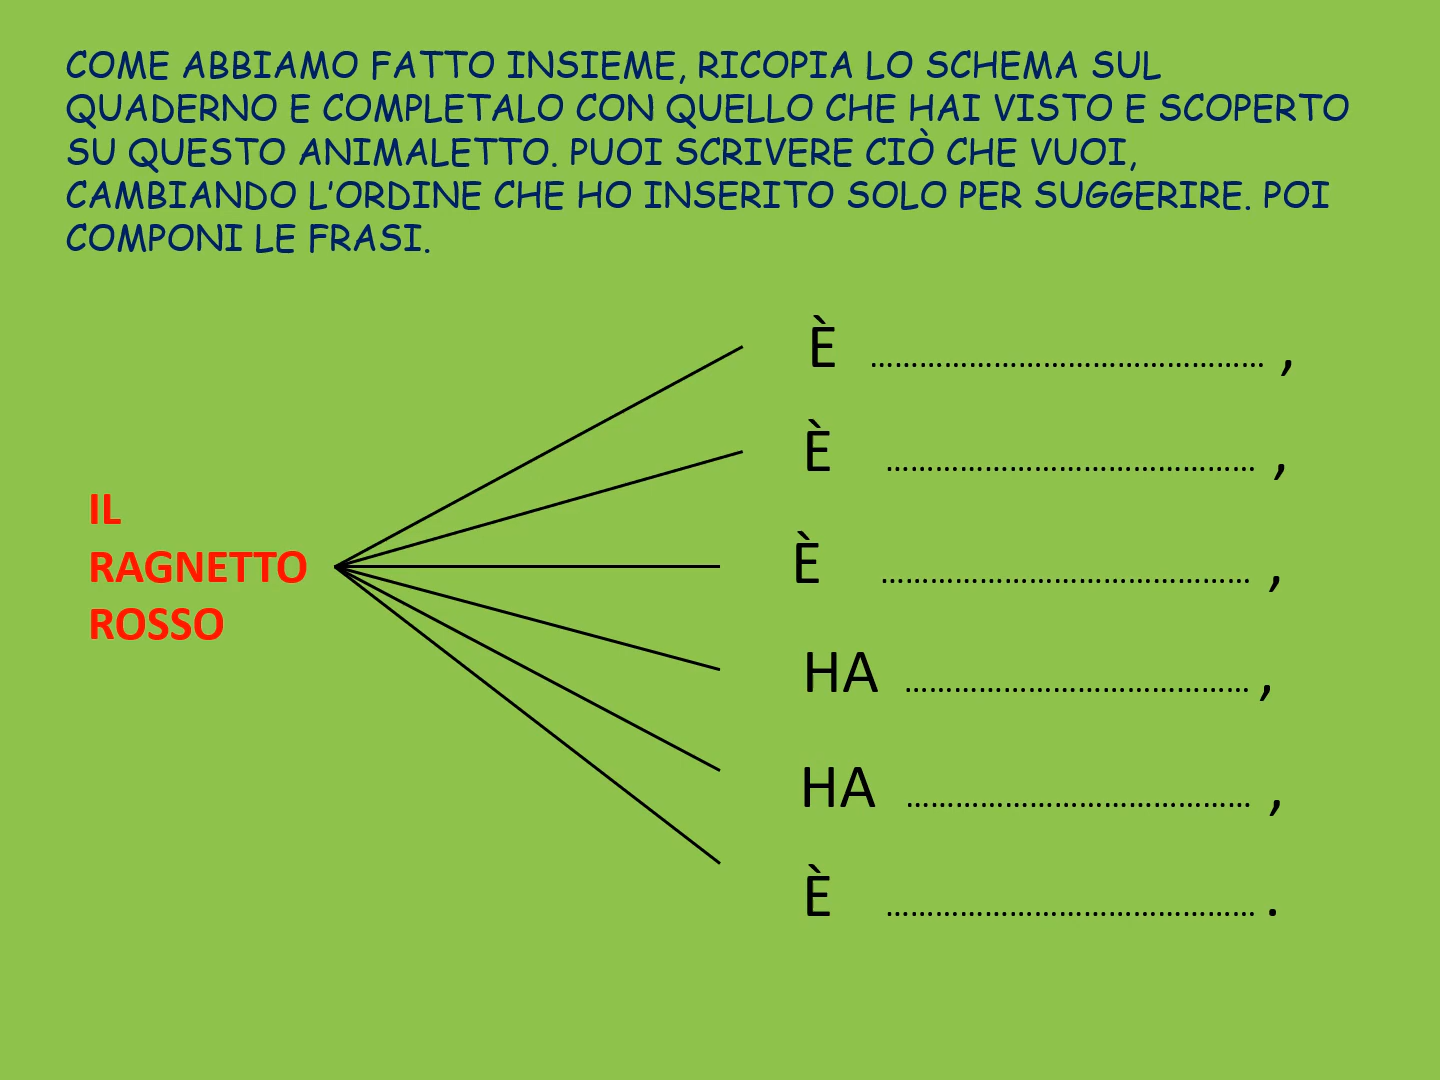 COME ABBIAMO FATTO INSIEME, RICOPIA LO SCHEMA SUL
QUADERNO E COMPLETALO CON QUELLO CHE HAI VISTO E SCOPERTO
SU QUESTO ANIMALETTO. PUOI SCRIVERE CIÒ CHE VUOI,
CAMBIANDO L'ORDINE CHE HO INSERITO SOLO PER SUGGERIRE. POI
COMPONI LE FRASI.
È ………………………………………… ,
È ……………………………………… ,
IL
RAGNETTO
ROSSO
È ……………………………………… ,
HA …………………………………… ,
HA …………………………………… ,
È ……………………………………… .